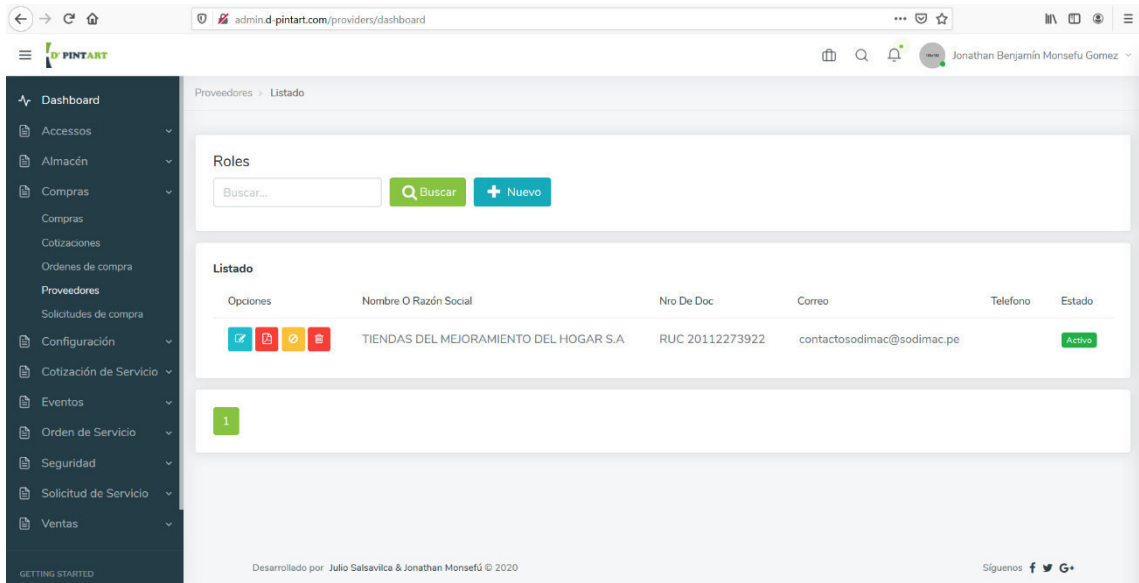 admin.d-pintart.com/providers/dashboard
D' PINTART
Jonathan Benjamín Monsefu Gomez
Dashboard
Accessos
Almacén
Compras
Compras
Cotizaciones
Ordenes de compra
Proveedores
Solicitudes de compra
Configuración
Cotización de Servicio
Eventos
Orden de Servicio
Seguridad
Solicitud de Servicio
Ventas
GETTING STARTED
Proveedores > Listado
Roles
Buscar...
Buscar
Nuevo
Listado
Opciones Nombre O Razón Social Nro De Doc Correo Telefono Estado
TIENDAS DEL MEJORAMIENTO DEL HOGAR S.A RUC 20112273922 contactosodimac@sodimac.pe Activo
1
Desarrollado por Julio Salsavilca & Jonathan Monsefú © 2020
Síguenos